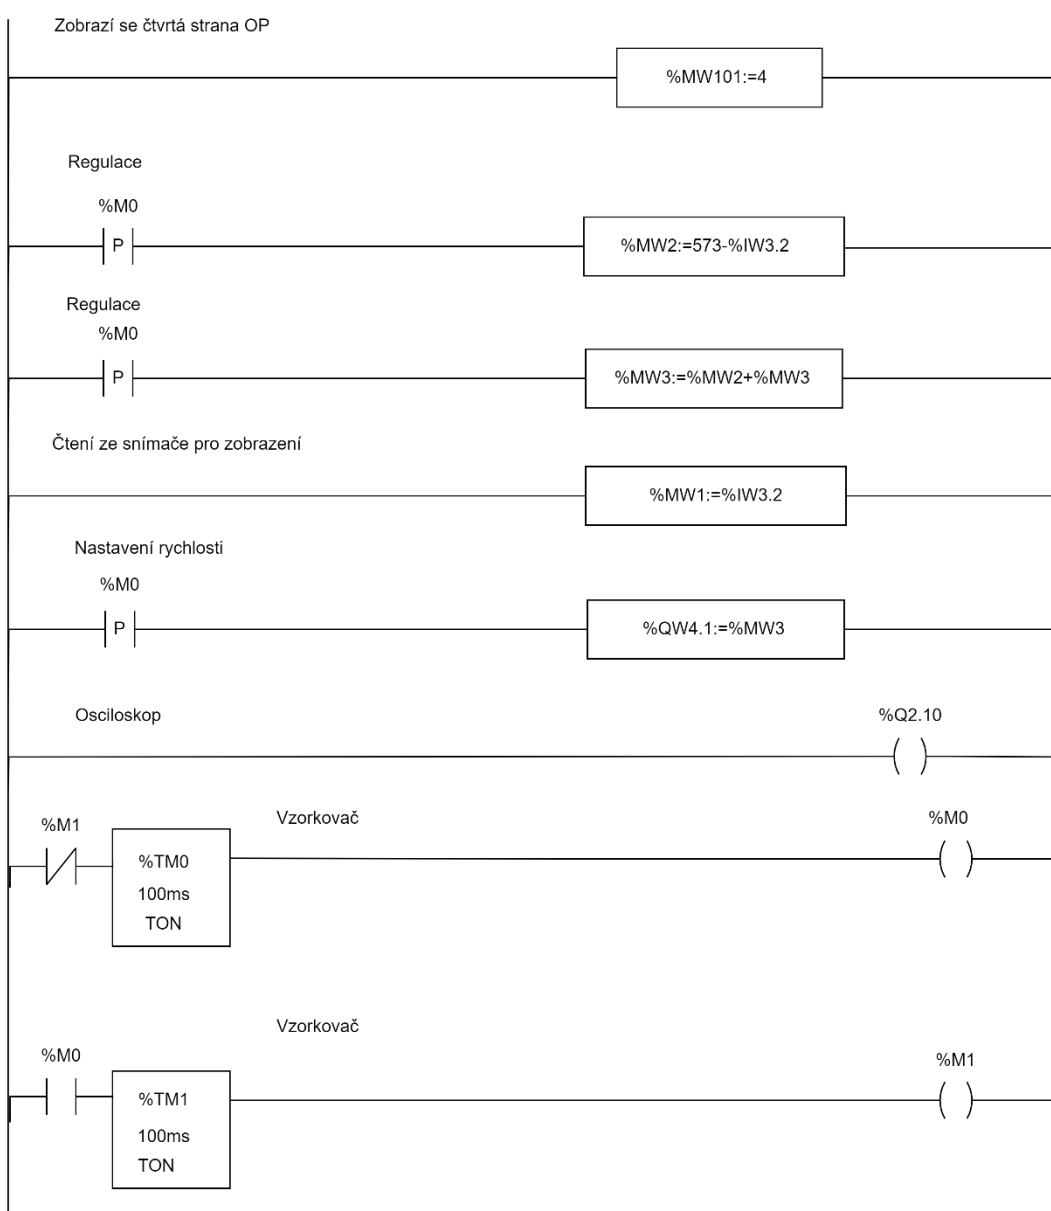 Zobrazí se čtvrtá strana OP
%MW101:=4
Regulace
%M0
P
%MW2:=573-%IW3.2
Regulace
%M0
P
%MW3:=%MW2+%MW3
Čtení ze snímače pro zobrazení
%MW1:=%IW3.2
Nastavení rychlosti
%M0
P
%QW4.1:=%MW3
Osciloskop
%Q2.10
( )
%M1
Vzorkovač
%M0
%TM0
100ms
TON
( )
Vzorkovač
%M0
%M1
%TM1
100ms
TON
( )